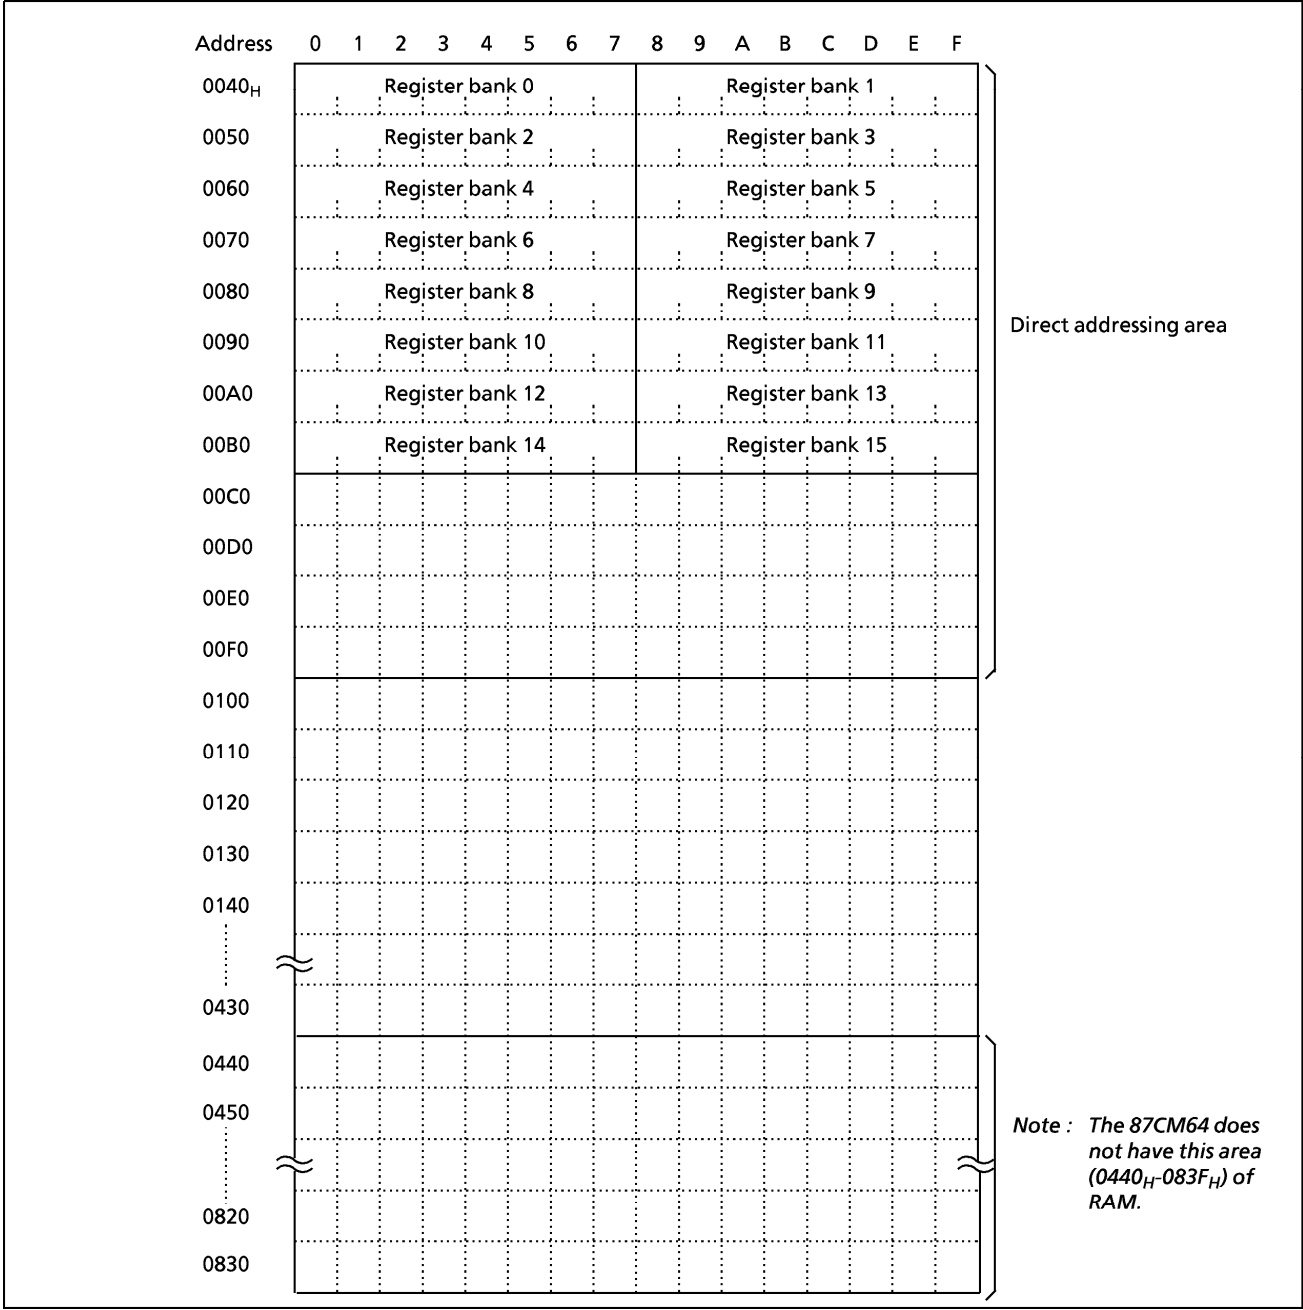 Address 0 1 2 3 4 5 6 7 8 9 A B C D E F
0040H Register bank 0 Register bank 1
0050 Register bank 2 Register bank 3
0060 Register bank 4 Register bank 5
0070 Register bank 6 Register bank 7
0080 Register bank 8 Register bank 9
Direct addressing area
0090 Register bank 10 Register bank 11
00A0 Register bank 12 Register bank 13
00B0 Register bank 14 Register bank 15
00C0
00D0
00E0
00F0
0100
0110
0120
0130
0140
0430
0440
0450
Note : The 87CM64 does
not have this area
(0440H-083FH) of
RAM.
0820
0830